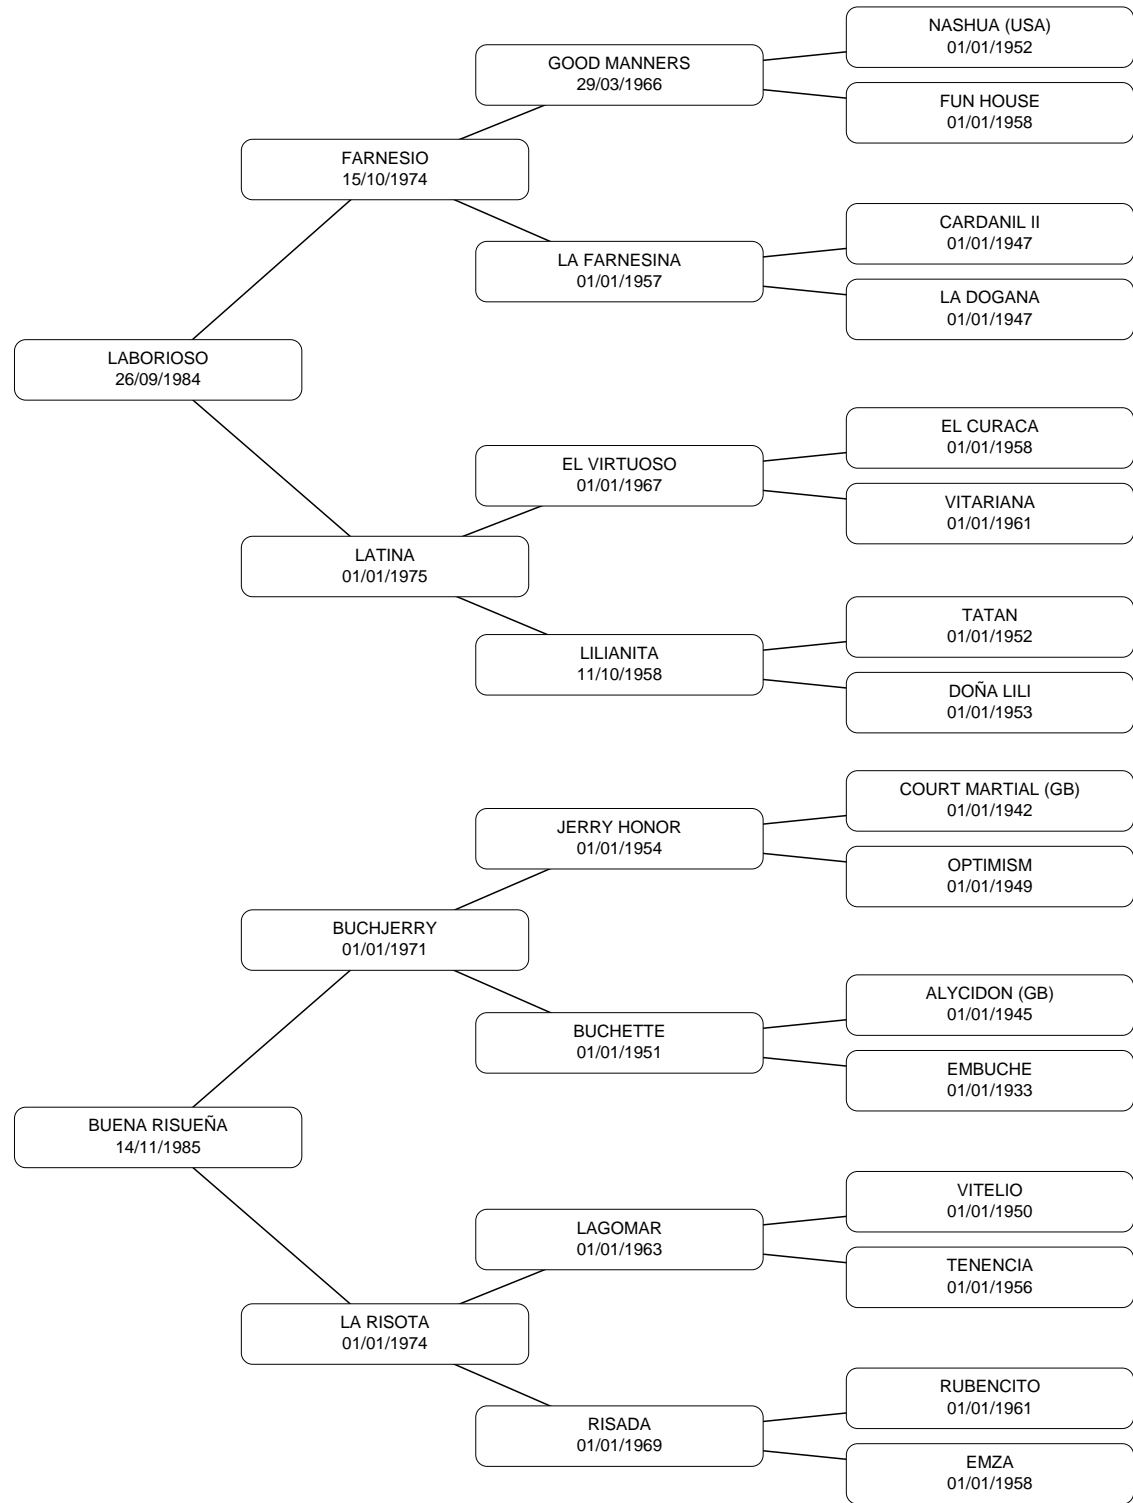 NASHUA (USA)
01/01/1952
GOOD MANNERS
29/03/1966
FUN HOUSE
01/01/1958
FARNESIO
15/10/1974
CARDANIL II
01/01/1947
LA FARNESINA
01/01/1957
LA DOGANA
01/01/1947
LABORIOSO
26/09/1984
EL CURACA
01/01/1958
EL VIRTUOSO
01/01/1967
VITARIANA
01/01/1961
LATINA
01/01/1975
TATAN
01/01/1952
LILIANITA
11/10/1958
DOÑA LILI
01/01/1953
COURT MARTIAL (GB)
01/01/1942
JERRY HONOR
01/01/1954
OPTIMISM
01/01/1949
BUCHJERRY
01/01/1971
ALYCIDON (GB)
01/01/1945
BUCHETTE
01/01/1951
EMBUCHE
01/01/1933
BUENA RISUEÑA
14/11/1985
VITELIO
01/01/1950
LAGOMAR
01/01/1963
TENENCIA
01/01/1956
LA RISOTA
01/01/1974
RUBENCITO
01/01/1961
RISADA
01/01/1969
EMZA
01/01/1958